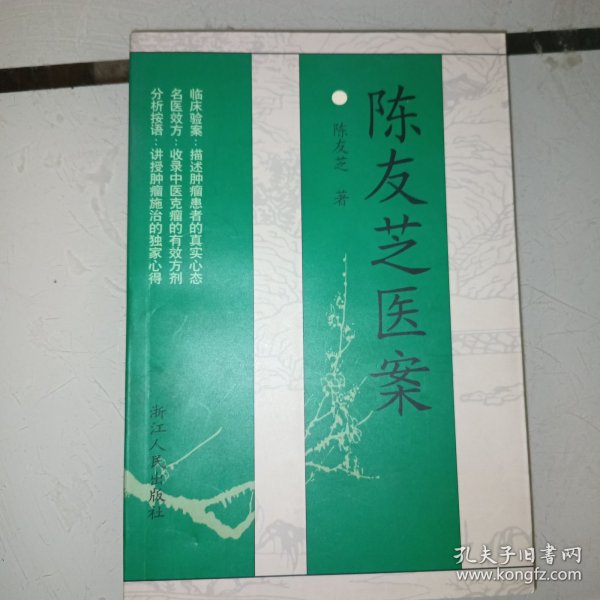 陈友芝医案
陈友芝 著
临床验案：描述肿瘤患者的真实心态
名医效方：收录中医克瘤的有效方剂
分析按语：讲授肿瘤施治的独家心得
浙江人民出版社
孔夫子旧书网
www.kongfz.com